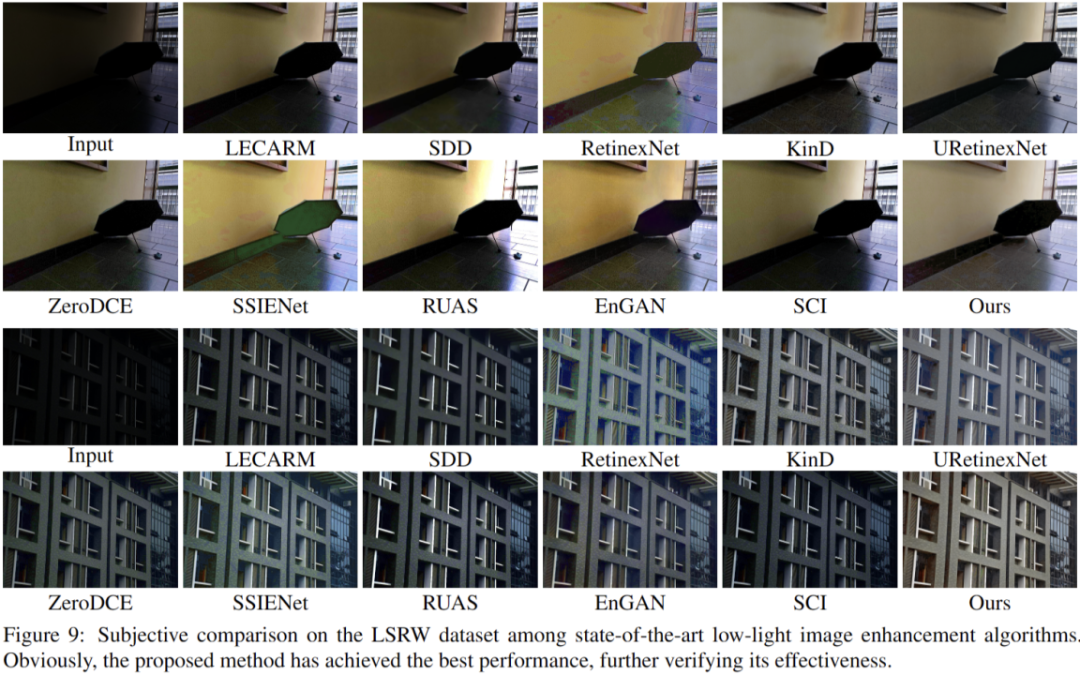 Input LECARM SDD RetinexNet KinD URetinexNet
ZeroDCE SSIENet RUAS EnGAN SCI Ours
Input LECARM SDD RetinexNet KinD URetinexNet
ZeroDCE SSIENet RUAS EnGAN SCI Ours
Figure 9: Subjective comparison on the LSRW dataset among state-of-the-art low-light image enhancement algorithms.
Obviously, the proposed method has achieved the best performance, further verifying its effectiveness.